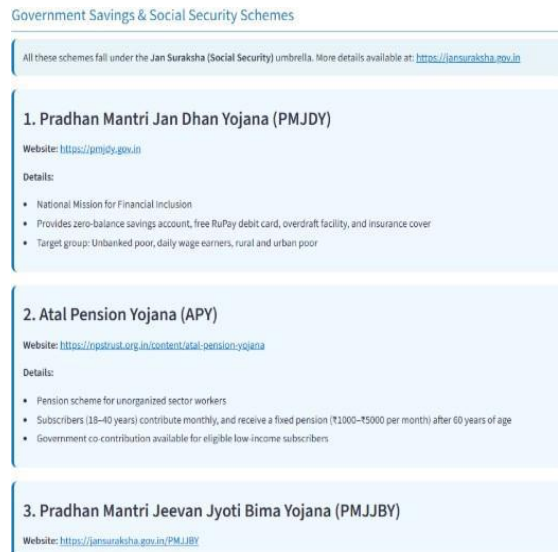 Government Savings & Social Security Schemes
All these schemes fall under the Jan Suraksha (Social Security) umbrella. More details available at: https://jansuraksha.gov.in
1. Pradhan Mantri Jan Dhan Yojana (PMJDY)
Website: https://pmjdy.gov.in
Details:
• National Mission for Financial Inclusion
• Provides zero-balance savings account, free RuPay debit card, overdraft facility, and insurance cover
• Target group: Unbanked poor, daily wage earners, rural and urban poor
2. Atal Pension Yojana (APY)
Website: https://npstrust.org.in/content/atal-pension-yojana
Details:
• Pension scheme for unorganized sector workers
• Subscribers (18–40 years) contribute monthly, and receive a fixed pension (₹1000–₹5000 per month) after 60 years of age
• Government co-contribution available for eligible low-income subscribers
3. Pradhan Mantri Jeevan Jyoti Bima Yojana (PMJJBY)
Website: https://jansuraksha.gov.in/PMJJBY